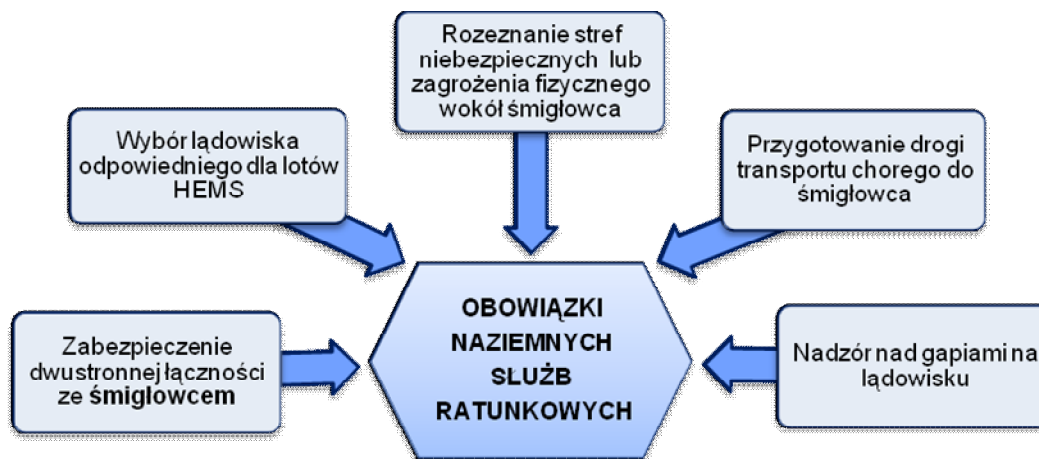 Rozeznanie stref
niebezpiecznych lub
zagrożenia fizycznego
wokół śmigłowca
Wybór lądowiska
odpowiedniego dla lotów
HEMS
Przygotowanie drogi
transportu chorego do
śmigłowca
OBOWIĄZKI
NAZIEMNYCH
SŁUŻB
RATUNKOWYCH
Zabezpieczenie
dwustronnej łączności
ze śmigłowcem
Nadzór nad gapiami na
lądowisku